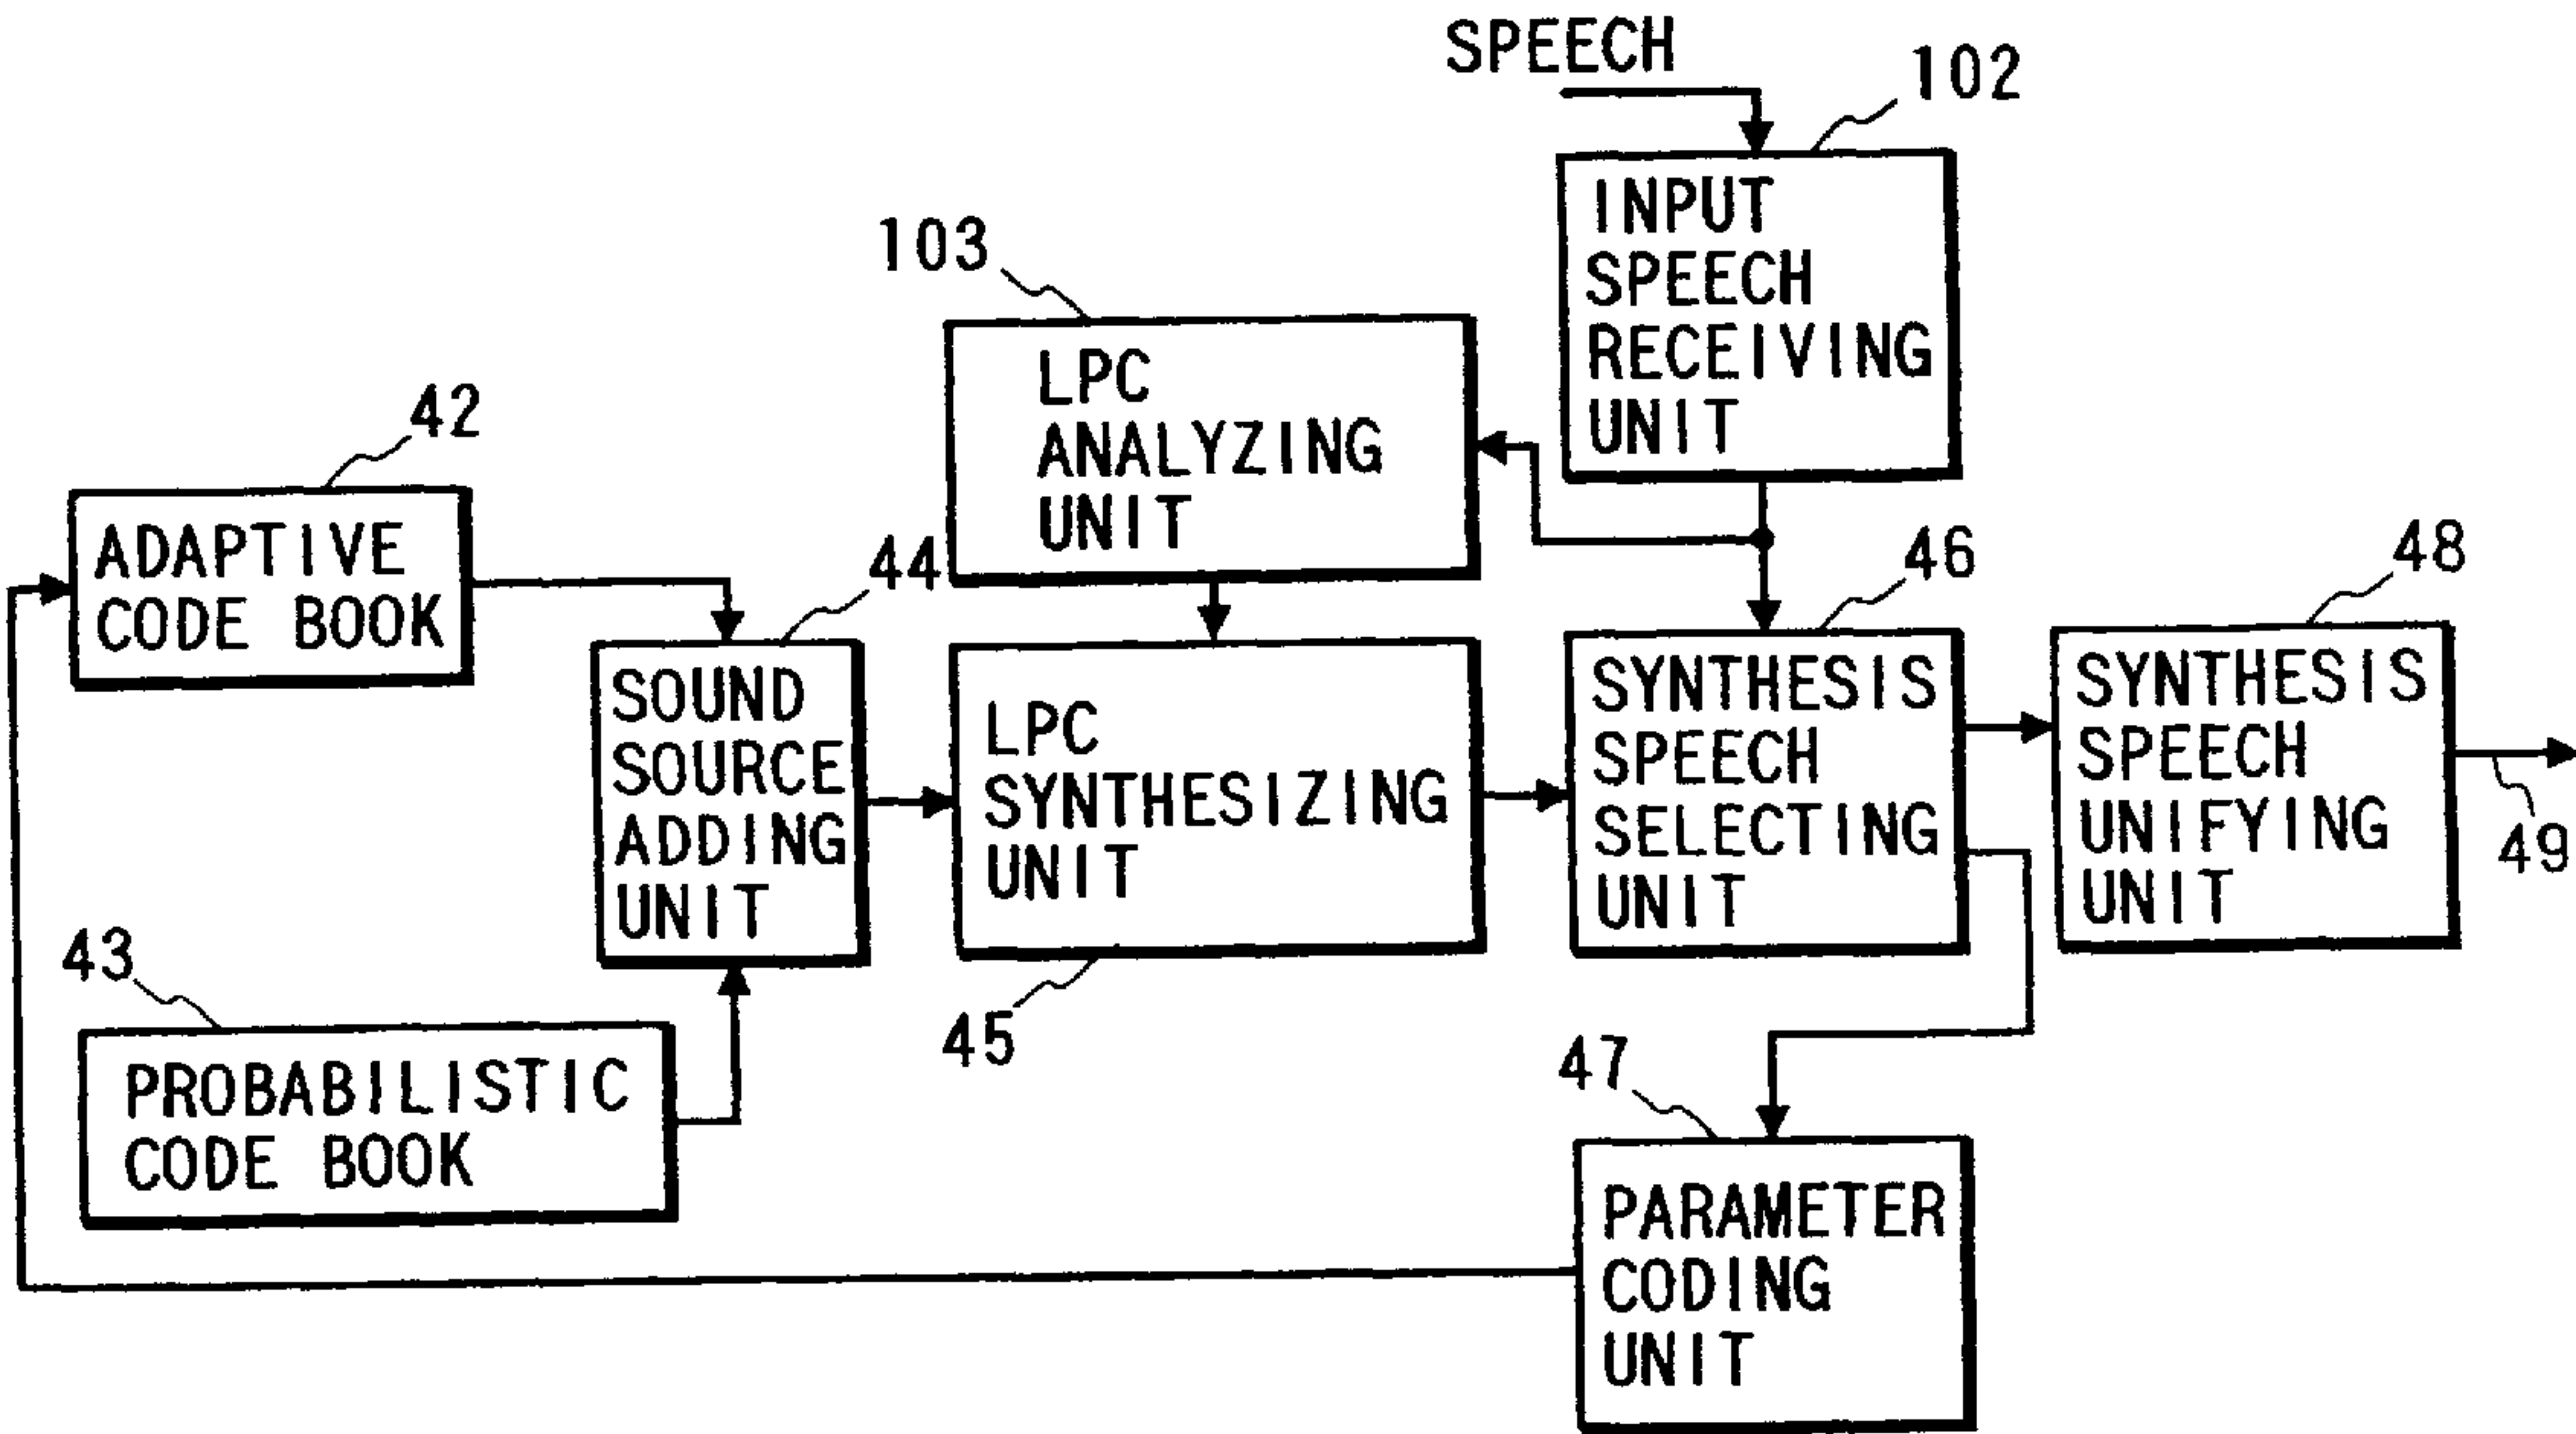 SPEECH
102
INPUT
SPEECH
RECEIVING
UNIT
103
LPC
ANALYZING
UNIT
42
ADAPTIVE
CODE BOOK
44
SOUND
SOURCE
ADDING
UNIT
43
PROBABILISTIC
CODE BOOK
LPC
SYNTHESIZING
UNIT
45
46
SYNTHESIS
SPEECH
SELECTING
UNIT
48
SYNTHESIS
SPEECH
UNIFYING
UNIT
49
47
PARAMETER
CODING
UNIT